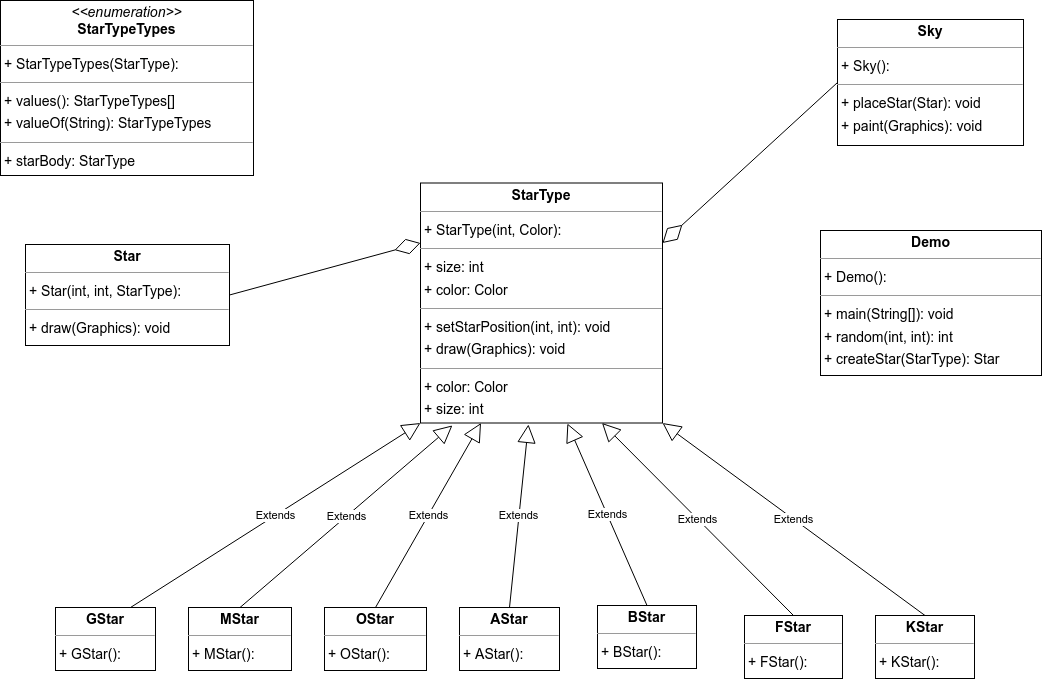 <<enumeration>>
StarTypeTypes
+ StarTypeTypes(StarType):
+ values(): StarTypeTypes[]
+ valueOf(String): StarTypeTypes
+ starBody: StarType
Sky
+ Sky():
+ placeStar(Star): void
+ paint(Graphics): void
StarType
+ StarType(int, Color):
+ size: int
+ color: Color
+ setStarPosition(int, int): void
+ draw(Graphics): void
+ color: Color
+ size: int
Star
+ Star(int, int, StarType):
+ draw(Graphics): void
Demo
+ Demo():
+ main(String[]): void
+ random(int, int): int
+ createStar(StarType): Star
Extends
Extends
Extends
Extends
Extends
Extends
Extends
GStar
+ GStar():
MStar
+ MStar():
OStar
+ OStar():
AStar
+ AStar():
BStar
+ BStar():
FStar
+ FStar():
KStar
+ KStar():